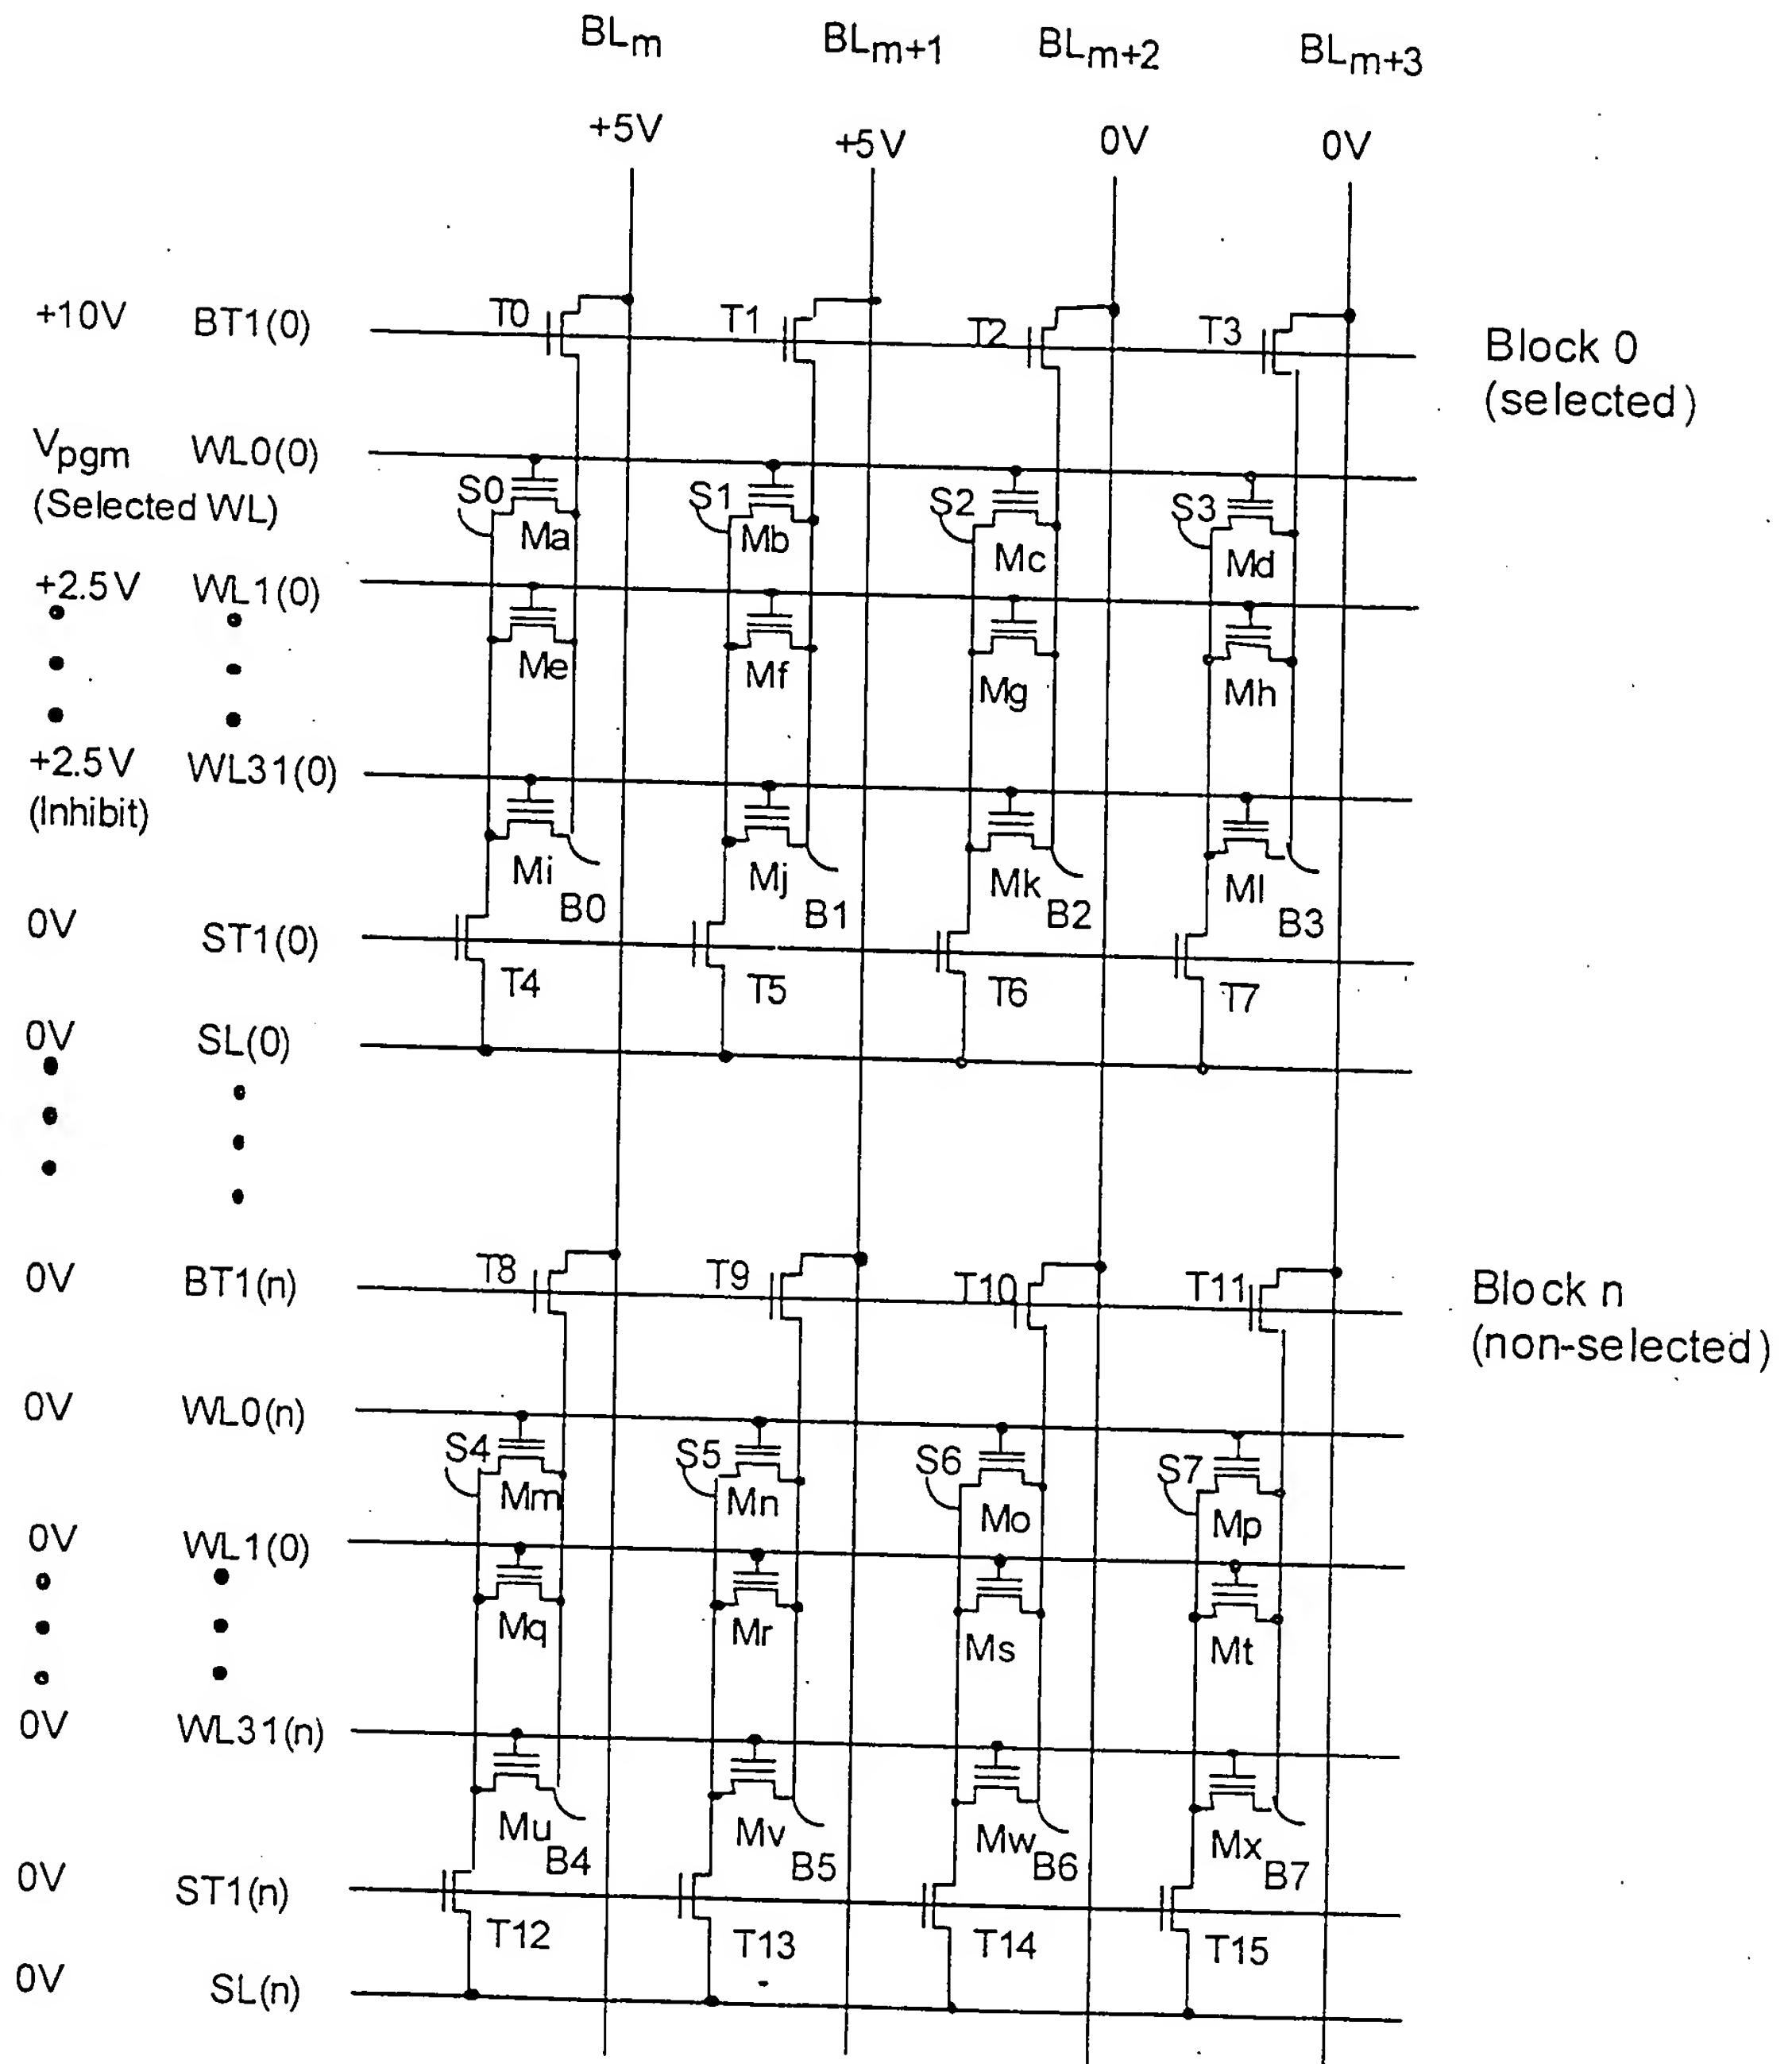 BLm BLm+1 BLm+2 BLm+3
+5V +5V 0V 0V
+10V BT1(0) T0 T1 T2 T3 Block 0
(selected)
Vpgm WL0(0)
(Selected WL) S0 S1 S2 S3
Ma Mb Mc Md
+2.5V WL1(0)
Me Mf Mg Mh
+2.5V WL31(0)
(Inhibit)
Mi Mj Mk Ml
B0 B1 B2 B3
0V ST1(0)
T4 T5 T6 T7
0V SL(0)
0V BT1(n) T8 T9 T10 T11 Block n
(non-selected)
0V WL0(n)
S4 S5 S6 S7
Mm Mn Mo Mp
0V WL1(0)
Mq Mr Ms Mt
0V WL31(n)
Mu Mv Mw Mx
B4 B5 B6 B7
0V ST1(n)
T12 T13 T14 T15
0V SL(n)